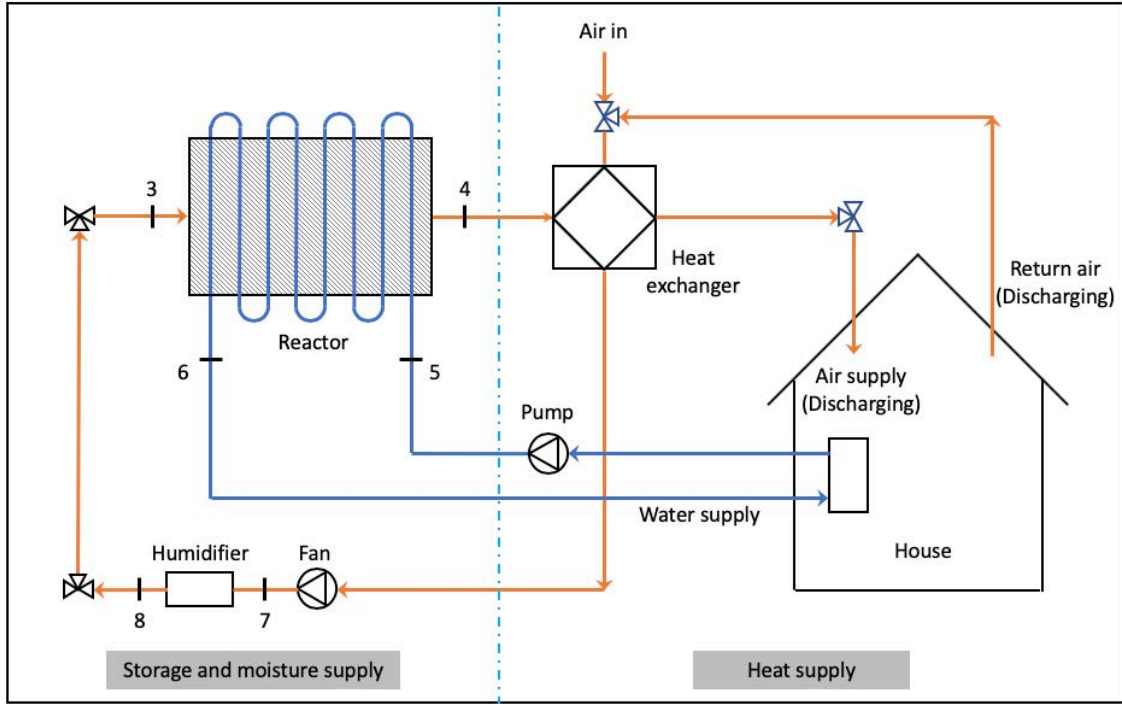 Air in
3
4
Heat
exchanger
Return air
(Discharging)
Reactor
6
5
Air supply
(Discharging)
Pump
Water supply
House
Humidifier
Fan
8
7
Storage and moisture supply
Heat supply